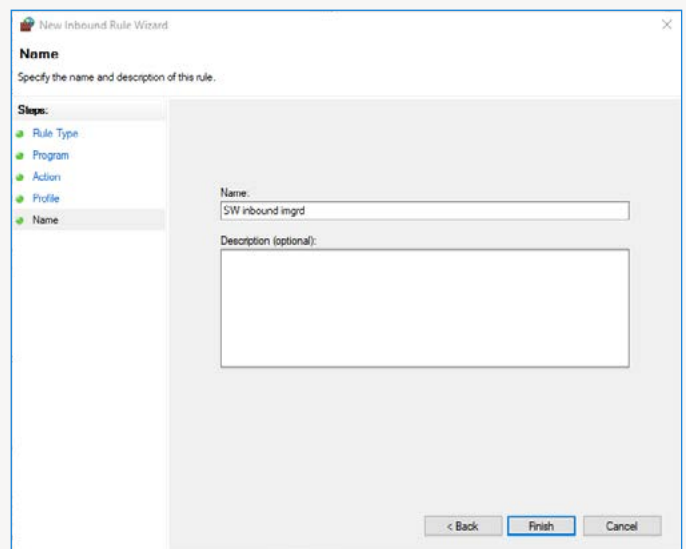 New Inbound Rule Wizard
Name
Specify the name and description of this rule.
Steps:
Rule Type
Program
Action
Profile
Name
Name:
SW inbound imgrd
Description (optional):
< Back Finish Cancel